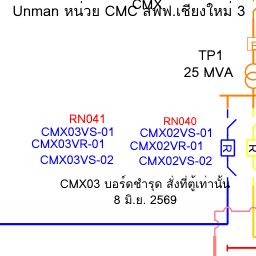 CMX
Unman หน่วย CMC สฟฟ.เชียงใหม่ 3
TP1
25 MVA
RN041
CMX03VS-01
CMX03VR-01
CMX03VS-02
RN040
CMX02VS-01
CMX02VR-01
CMX02VS-02
R
R
CMX03 บอร์ดชำรุด สั่งที่ตู้เท่านั้น
8 มิ.ย. 2569